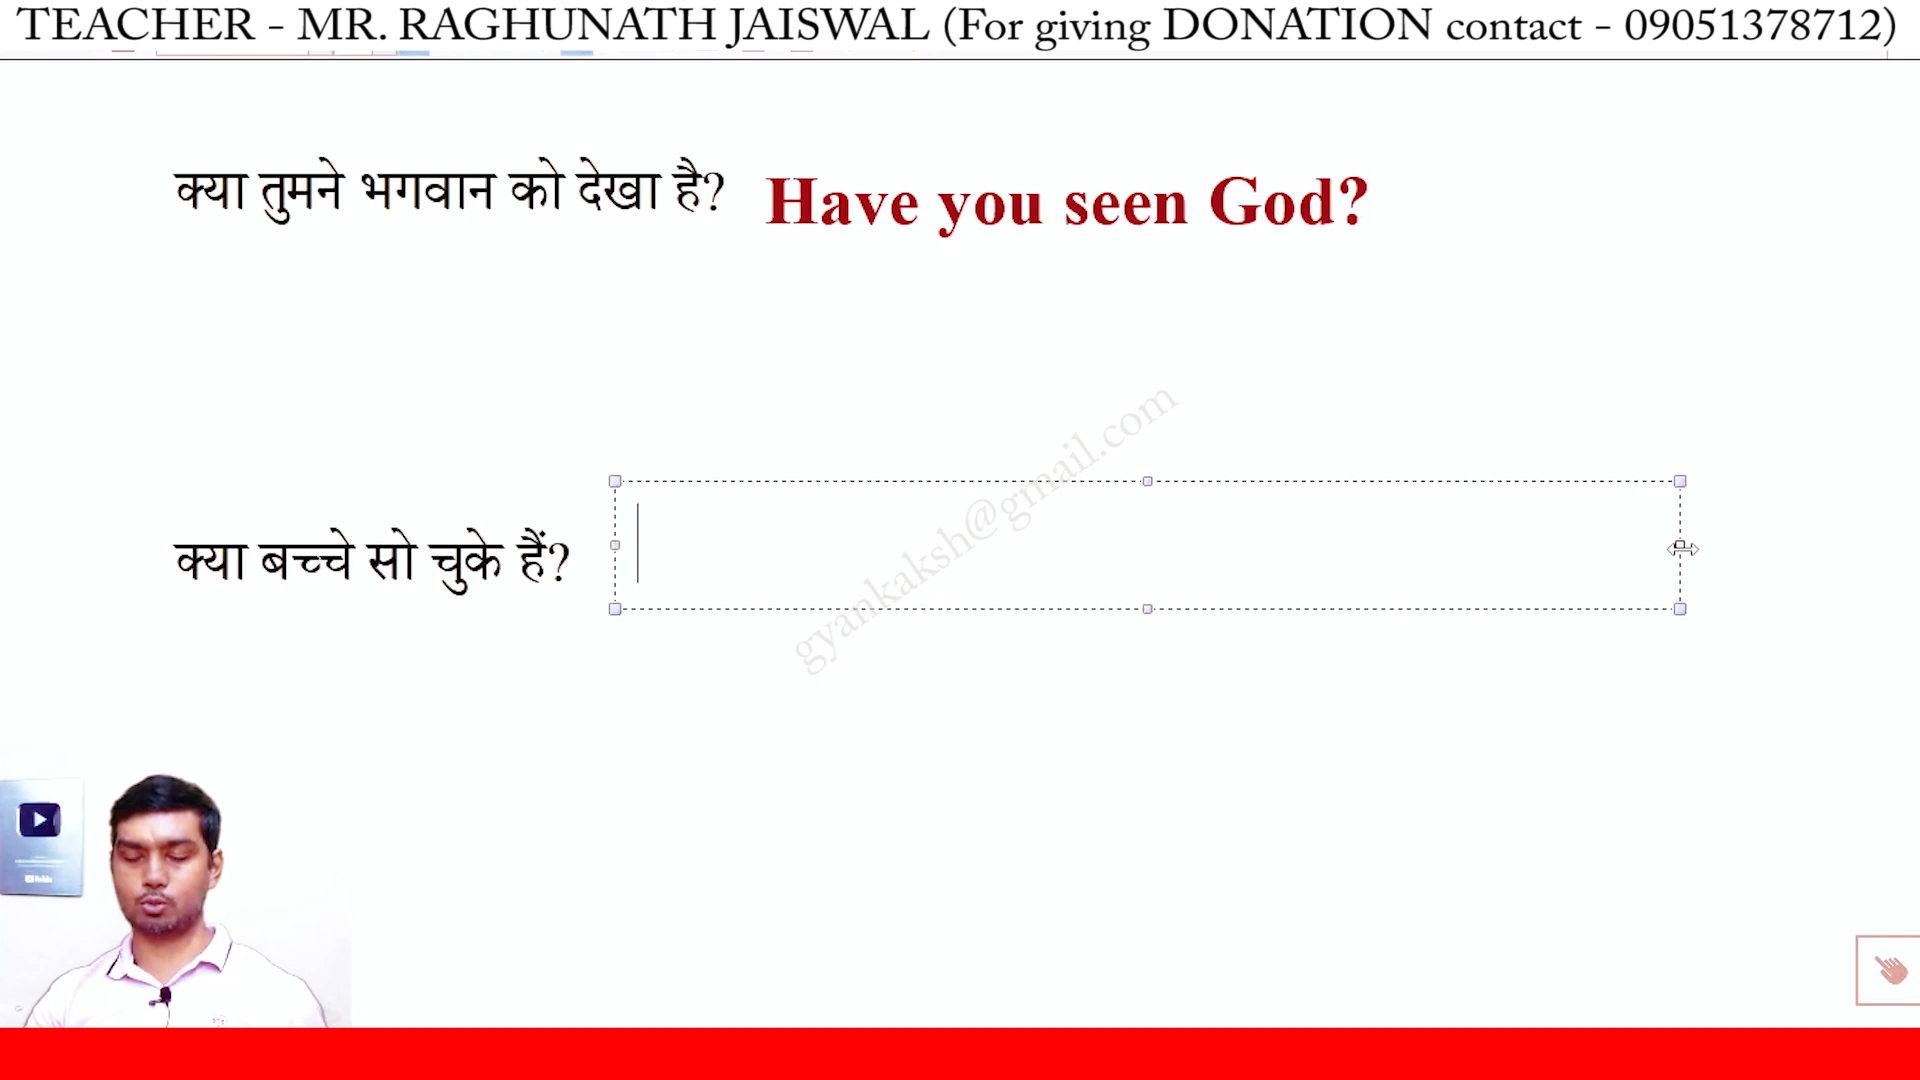 TEACHER - MR. RAGHUNATH JAISWAL (For giving DONATION contact - 09051378712)
क्या तुमने भगवान को देखा है? Have you seen God?
gyankaksh@gmail.com
क्या बच्चे सो चुके हैं?